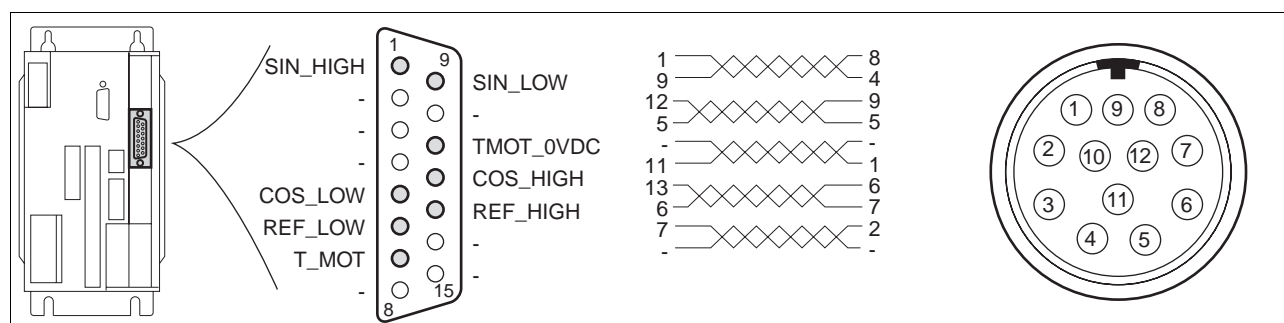 1
9
SIN_HIGH
SIN_LOW
-
-
-
TMOT_0VDC
-
COS_HIGH
COS_LOW
REF_HIGH
REF_LOW
-
T_MOT
-
-
8
15
1 8
9 4
12 9
5 5
- -
11 1
13 6
6 7
7 2
- -
1 9 8
2 10 12 7
3 11 6
4 5